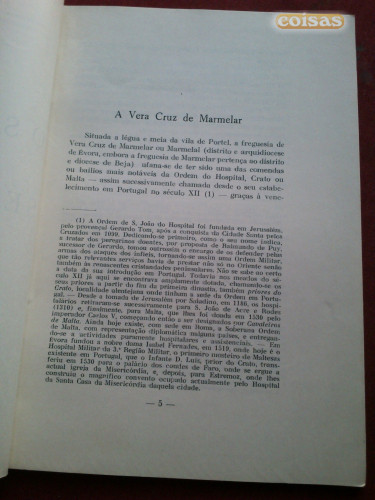 coisas
A Vera Cruz de Marmelar
Situada a légua e meia da vila de Portel, a freguesia de
Vera Cruz de Marmelar ou Marmelal (distrito e arquidiocese
de Évora, embora a freguesia de Marmelar pertença ao distrito
e diocese de Beja) ufana-se de ter sido uma das comendas
ou bailios mais notáveis da Ordem do Hospital, Crato ou
Malta — assim sucessivamente chamada desde o seu estabe-
lecimento em Portugal no século XII (1) — graças à vene-
(1) A Ordem de S. João do Hospital foi fundada em Jerusalém,
pelo provençal Gerardo Tom, após a conquista da Cidade Santa pelos
Cruzados em 1099. Dedicando-se primeiro, como o seu nome indica,
a tratar dos peregrinos doentes, por proposta de Raimundo de Puy,
sucessor de Gerardo, tomou outrossim o encargo de os defender pelas
armas dos ataques dos infiéis, tornando-se assim uma Ordem Militar,
que tão relevantes serviços havia de prestar não só no Oriente senão
também às renascentes cristandades peninsulares. Não se sabe ao certo
a data da sua introdução em Portugal. Todavia nos meados do sé-
culo XII já aqui se encontrava amplamente dotada, chamando-se os
seus priores a partir do fim da primeira dinastia, também priores do
Crato, localidade alentejana onde tinham a sede da Ordem em Portu-
gal. — Desde a tomada de Jerusalém por Saladino, em 1186, os hospita-
lários retiraram-se sucessivamente para S. João de Acre e Rodes
(1310) e, finalmente, para Malta, que lhes foi doada em 1530 pelo
imperador Carlos V, começando então a ser designados por Cavaleiros
de Malta. Ainda hoje existe, com sede em Roma, a Soberana Ordem
de Malta, com representação diplomática nalguns países, e entregan-
do-se a actividades puramente hospitalares e assistenciais. — Em
Évora fundou a nobre dama Isabel Fernandes, em 1519, onde hoje é o
Hospital Militar da 3.ª Região Militar, o primeiro mosteiro de Maltesas
existente em Portugal, que o Infante D. Luís, prior do Crato, trans-
feriu em 1530 para o palácio dos condes de Faro, onde se ergue a
actual igreja da Misericórdia, e, depois, para Estremoz, onde lhes
construiu o magnífico convento ocupado actualmente pelo Hospital
da Santa Casa da Misericórdia daquela cidade.
— 5 —